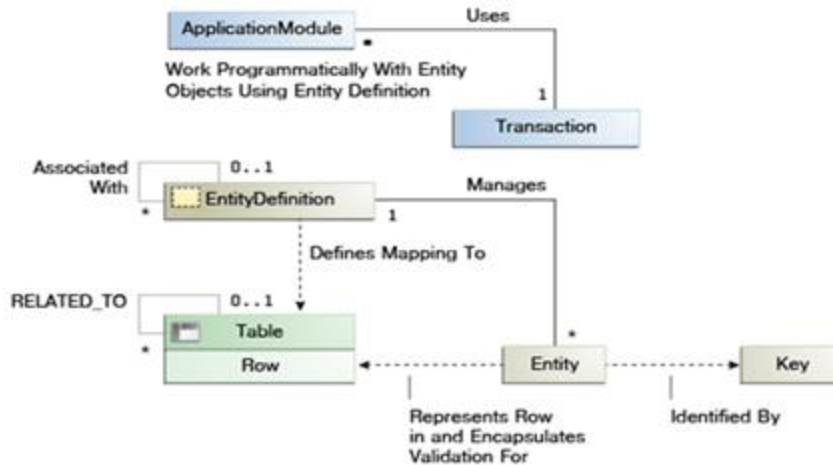 Uses
ApplicationModule
*
Work Programmatically With Entity
Objects Using Entity Definition
1
Transaction
Associated
With
0..1
*
EntityDefinition
1
Manages
Defines Mapping To
RELATED_TO
0..1
*
Table
Row
*
Entity
Key
Represents Row
in and Encapsulates
Validation For
Identified By